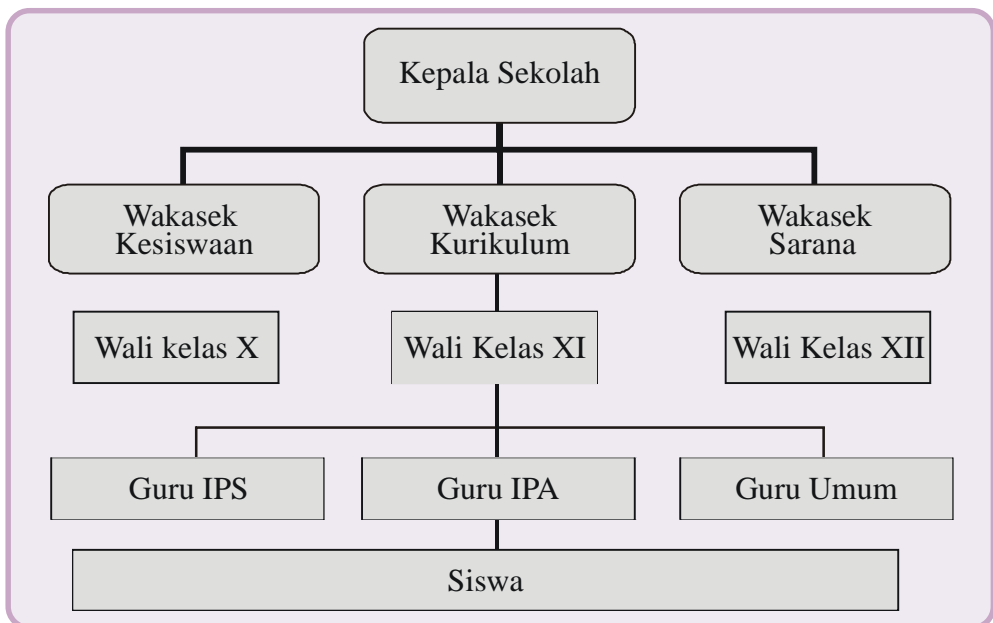 Kepala Sekolah
Wakasek
Kesiswaan
Wakasek
Kurikulum
Wakasek
Sarana
Wali kelas X
Wali Kelas XI
Wali Kelas XII
Guru IPS
Guru IPA
Guru Umum
Siswa